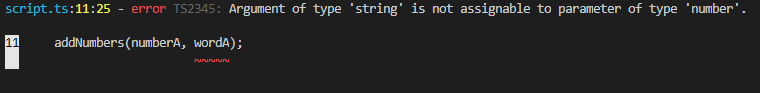 script.ts:11:25 - error TS2345: Argument of type 'string' is not assignable to parameter of type 'number'.
11 addNumbers(numberA, wordA);
~~~~~